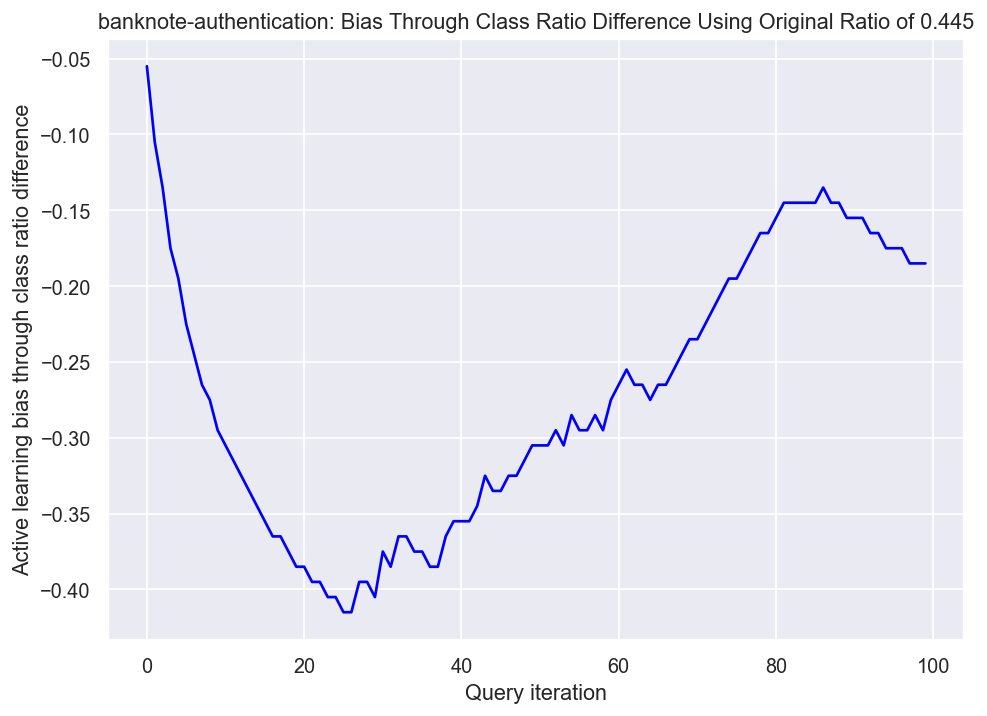 banknote-authentication: Bias Through Class Ratio Difference Using Original Ratio of 0.445
Active learning bias through class ratio difference
−0.05
−0.10
−0.15
−0.20
−0.25
−0.30
−0.35
−0.40
0 20 40 60 80 100
Query iteration